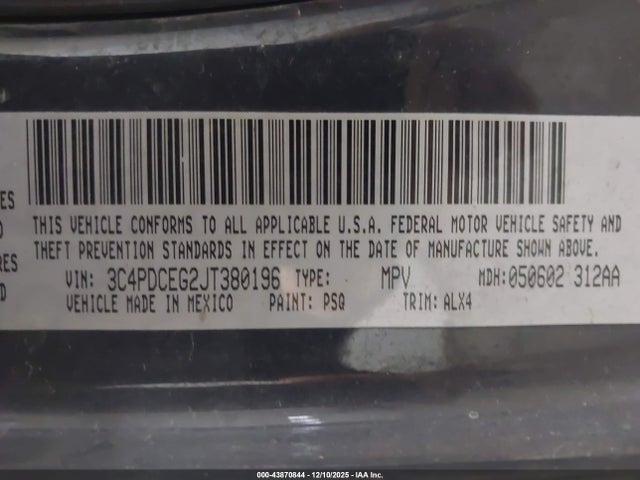 ES
THIS VEHICLE CONFORMS TO ALL APPLICABLE U.S.A. FEDERAL MOTOR VEHICLE SAFETY AND
THEFT PREVENTION STANDARDS IN EFFECT ON THE DATE OF MANUFACTURE SHOWN ABOVE.
RES
VIN: 3C4PDCEG2JT380196 TYPE: MPV MDH:050602 312AA
D
VEHICLE MADE IN MEXICO PAINT: PSQ TRIM: ALX4
000-43870844 - 12/10/2025 - IAA Inc.